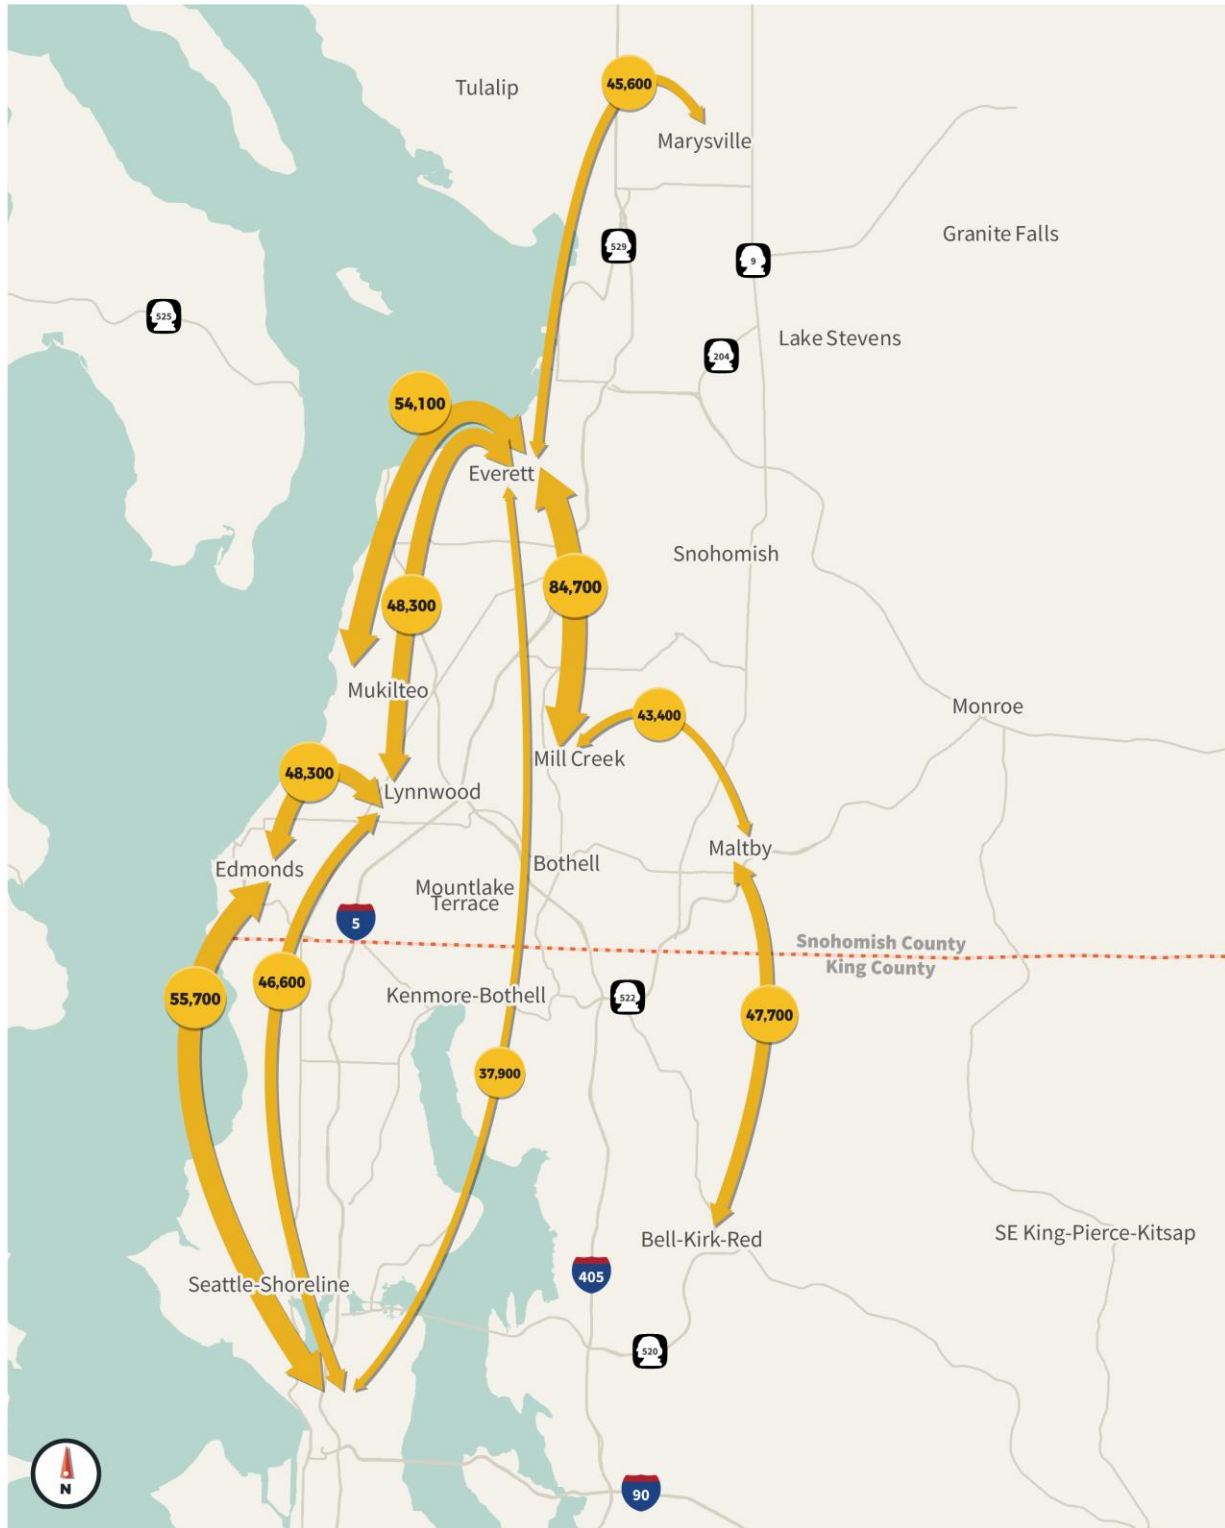 45,600
Tulalip
Marysville
Granite Falls
529
9
525
Lake Stevens
204
54,100
Everett
Snohomish
84,700
48,300
Mukilteo
43,400
Monroe
Mill Creek
48,300
Lynnwood
Maltby
Bothell
Edmonds
Mountlake
Terrace
5
Snohomish County
King County
46,600
Kenmore-Bothell
55,700
522
47,700
37,900
SE King-Pierce-Kitsap
Bell-Kirk-Red
405
Seattle-Shoreline
520
N
90